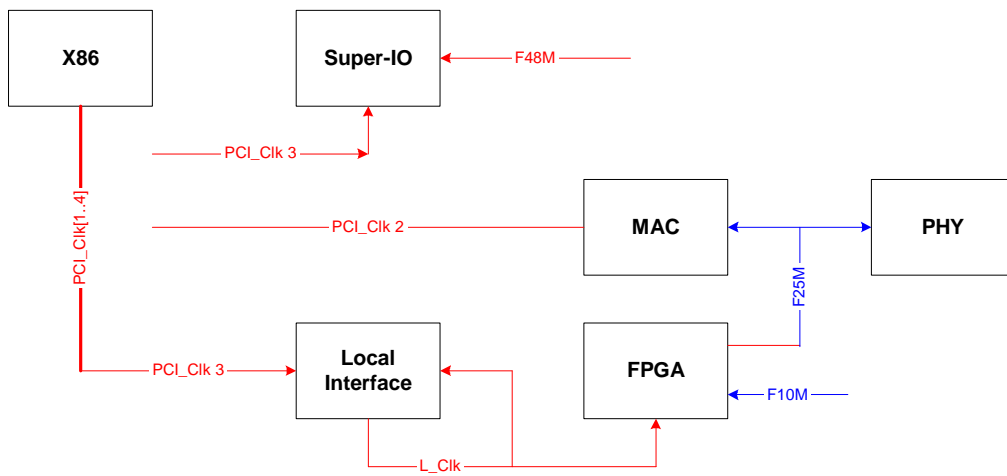 X86
Super-IO
F48M
PCI_Clk 3
PCI_Clk[1..4]
PCI_Clk 2
MAC
PHY
F25M
PCI_Clk 3
Local
Interface
FPGA
F10M
L_Clk